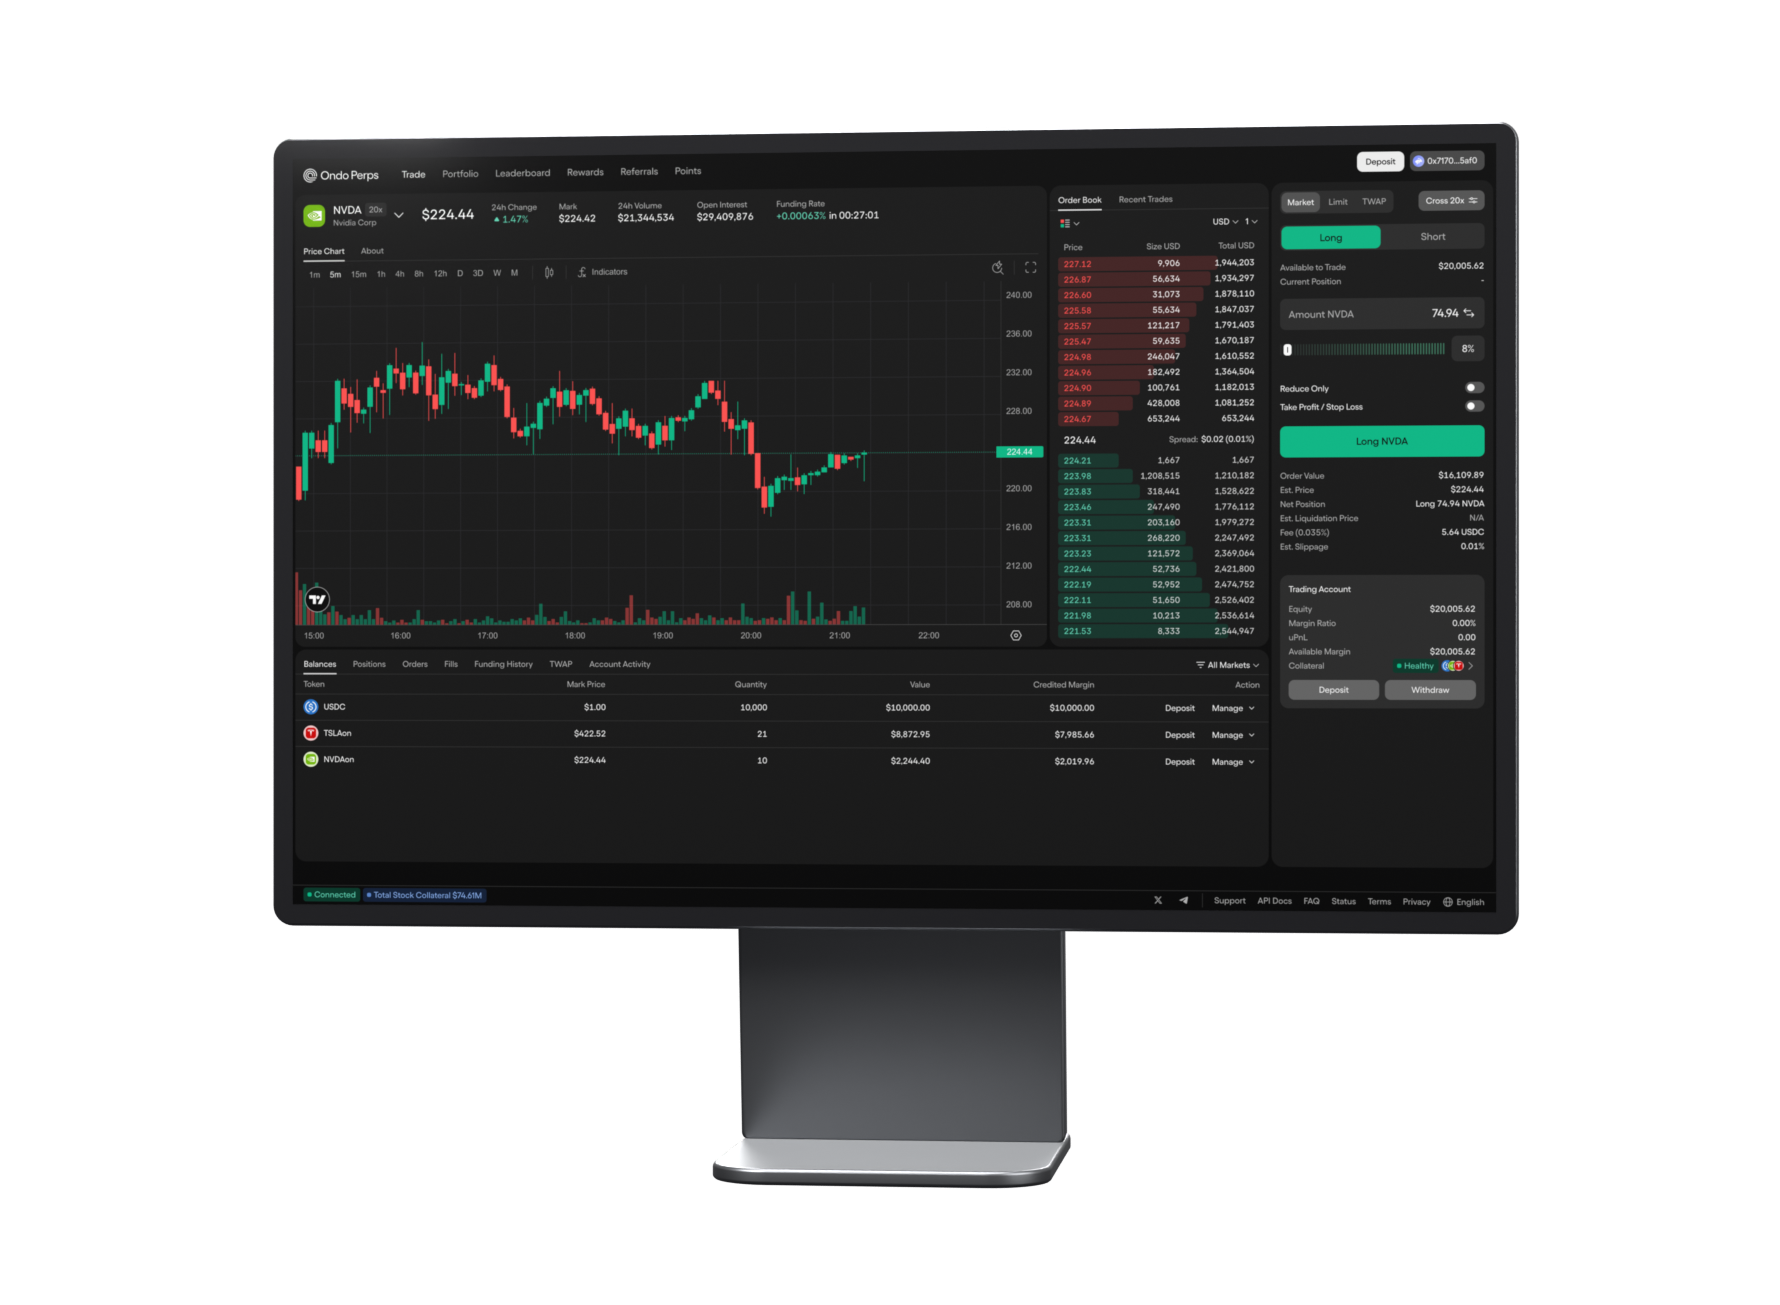 Ondo Perps Trade Portfolio Leaderboard Rewards Referrals Points Deposit 0x7170...5af0
NVDA 20x
Nvidia Corp
$224.44
24h Change
1.47%
Mark
$224.42
24h Volume
$21,344,534
Open Interest
$29,409,876
Funding Rate
+0.00063% in 00:27:01
Price Chart About
1m 5m 15m 1h 4h 8h 12h D 3D W M Indicators
240.00
236.00
232.00
228.00
224.44
220.00
216.00
212.00
208.00
15:00 16:00 17:00 18:00 19:00 20:00 21:00 22:00
Order Book Recent Trades
USD 1
Price Size USD Total USD
227.12 9,906 1,944,203
226.87 56,634 1,934,297
226.60 31,073 1,878,110
225.58 55,634 1,847,037
225.57 121,217 1,791,403
225.47 59,635 1,670,187
224.98 246,047 1,610,552
224.96 182,492 1,364,504
224.90 100,761 1,182,013
224.89 428,008 1,081,252
224.67 653,244 653,244
224.44 Spread: $0.02 (0.01%)
224.21 1,667 1,667
223.98 1,208,515 1,210,182
223.83 318,441 1,528,622
223.46 247,490 1,776,112
223.31 203,160 1,979,272
223.31 268,220 2,247,492
223.23 121,572 2,369,064
222.44 52,736 2,421,800
222.19 52,952 2,474,752
222.11 51,650 2,526,402
221.98 10,213 2,536,614
221.53 8,333 2,544,947
Market Limit TWAP Cross 20x
Long Short
Available to Trade $20,005.62
Current Position -
Amount NVDA 74.94
8%
Reduce Only
Take Profit / Stop Loss
Long NVDA
Order Value $16,109.89
Est. Price $224.44
Net Position Long 74.94 NVDA
Est. Liquidation Price N/A
Fee (0.035%) 5.64 USDC
Est. Slippage 0.01%
Trading Account
Equity $20,005.62
Margin Ratio 0.00%
uPnL 0.00
Available Margin $20,005.62
Collateral Healthy
Deposit Withdraw
Balances Positions Orders Fills Funding History TWAP Account Activity All Markets
Token Mark Price Quantity Value Credited Margin Action
USDC $1.00 10,000 $10,000.00 $10,000.00 Deposit Manage
TSLAon $422.52 21 $8,872.95 $7,985.66 Deposit Manage
NVDAon $224.44 10 $2,244.40 $2,019.96 Deposit Manage
Connected Total Stock Collateral $74.61M
Support API Docs FAQ Status Terms Privacy English